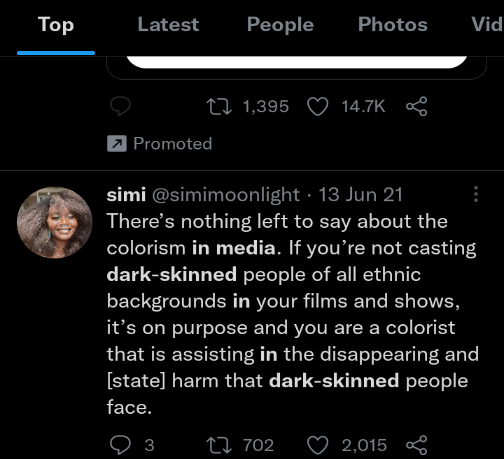 Top Latest People Photos Vid
1,395 14.7K
Promoted
simi @simimoonlight · 13 Jun 21
There's nothing left to say about the
colorism in media. If you're not casting
dark-skinned people of all ethnic
backgrounds in your films and shows,
it's on purpose and you are a colorist
that is assisting in the disappearing and
[state] harm that dark-skinned people
face.
3 702 2,015